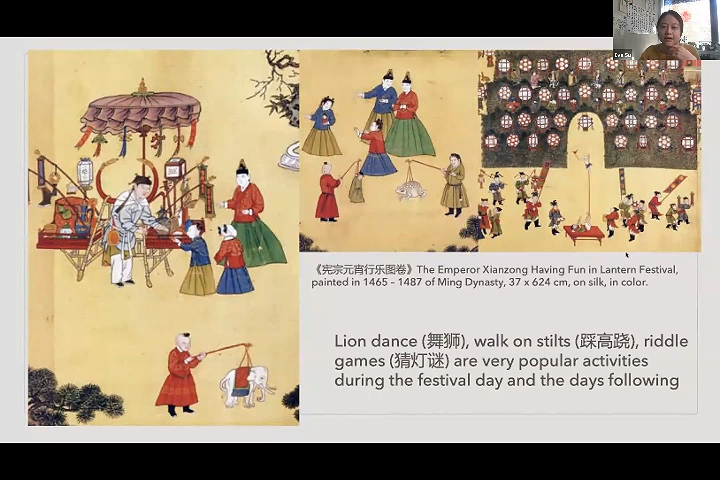 Eva Su
《宪宗元宵行乐图卷》The Emperor Xianzong Having Fun in Lantern Festival,
painted in 1465 – 1487 of Ming Dynasty, 37 x 624 cm, on silk, in color.
Lion dance (舞狮), walk on stilts (踩高跷), riddle
games (猜灯谜) are very popular activities
during the festival day and the days following